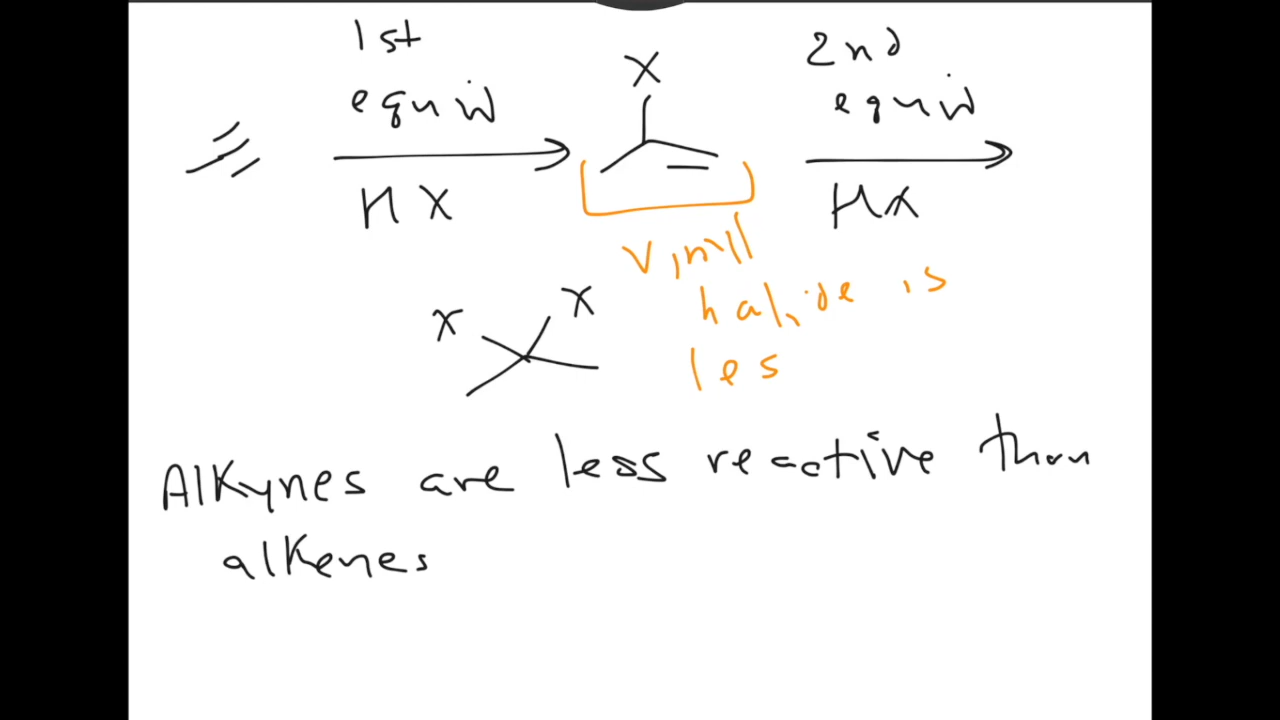 1st
equiv
HX
X
2nd
equiv
HX
vinyl
halide is
les
X X
Alkynes are less reactive than
alkenes